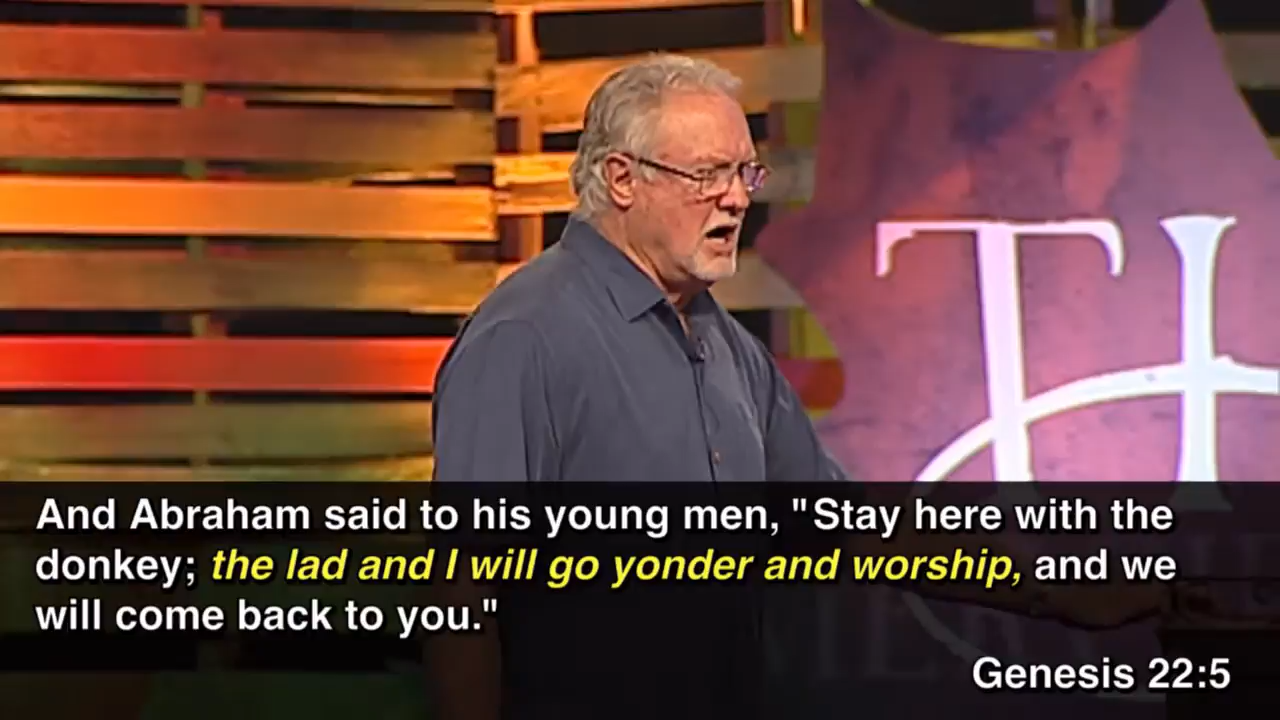 TH
And Abraham said to his young men, "Stay here with the
donkey; the lad and I will go yonder and worship, and we
will come back to you."
Genesis 22:5